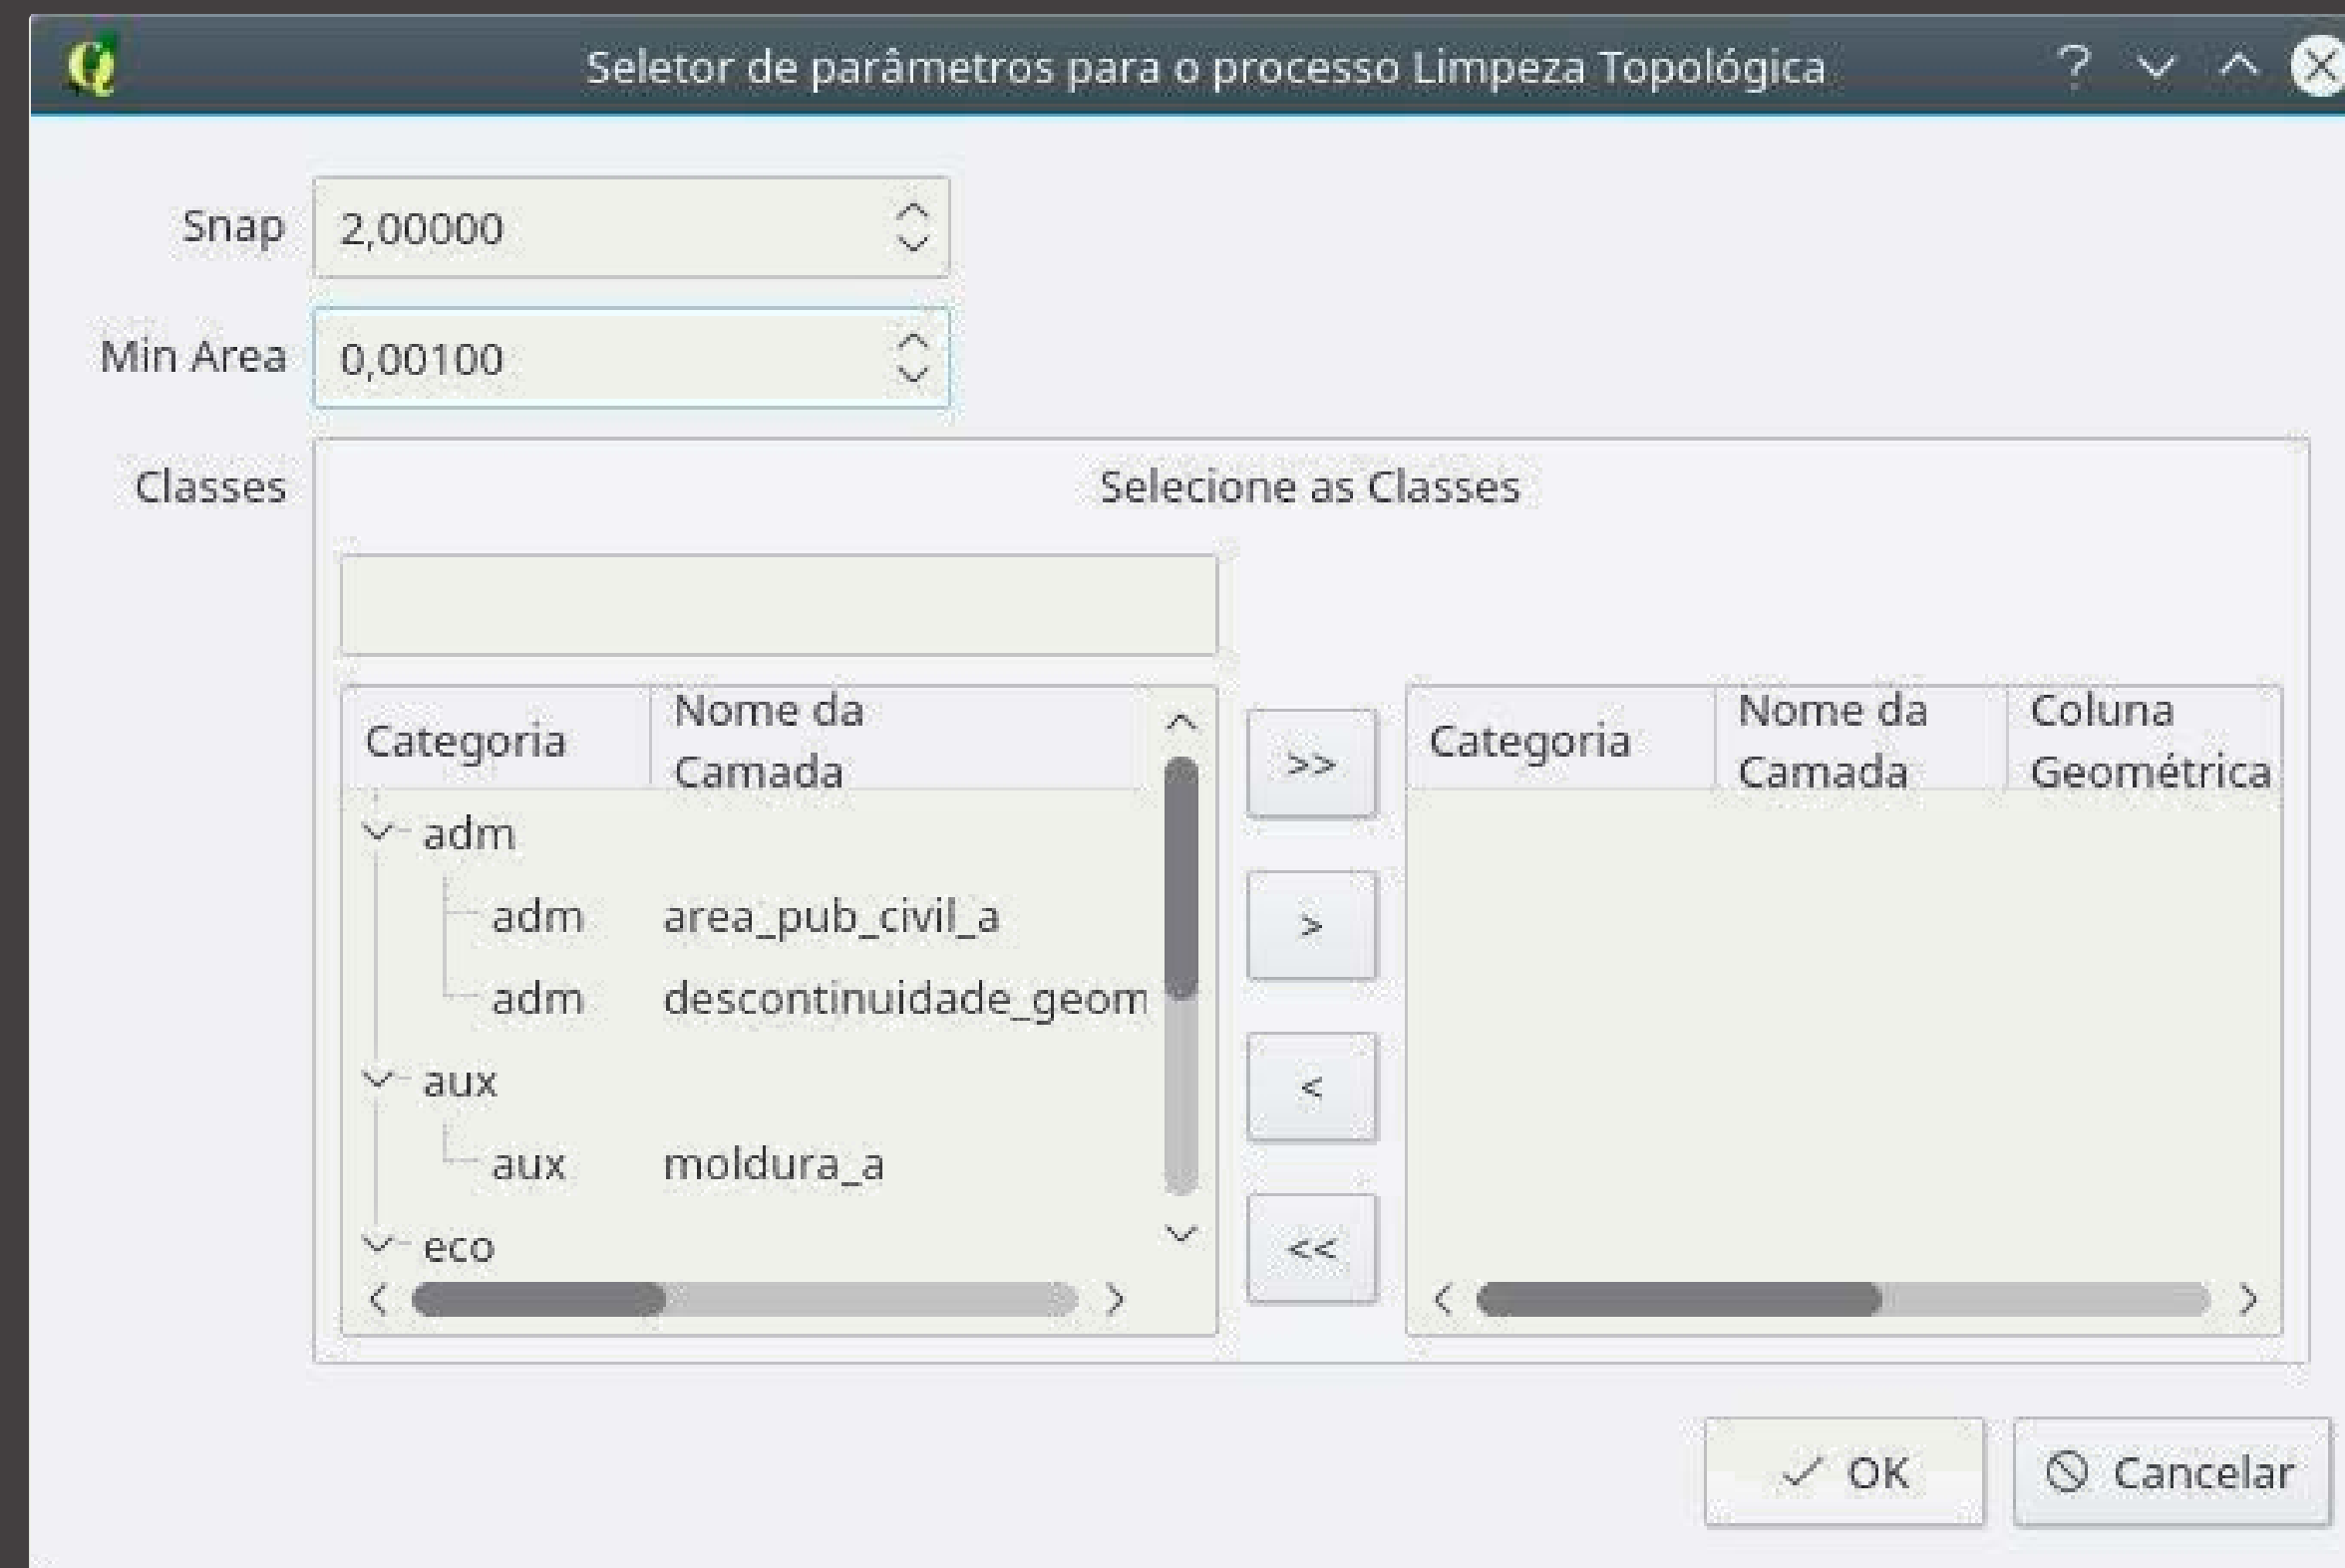 Seletor de parâmetros para o processo Limpeza Topológica
Snap 2,00000
Min Area 0,00100
Classes
Selecione as Classes
Categoria
Nome da
Camada
adm
adm area_pub_civil_a
adm descontinuidade_geom
aux
aux moldura_a
eco
>>
>
<
<<
Categoria
Nome da
Camada
Coluna
Geométrica
OK
Cancelar